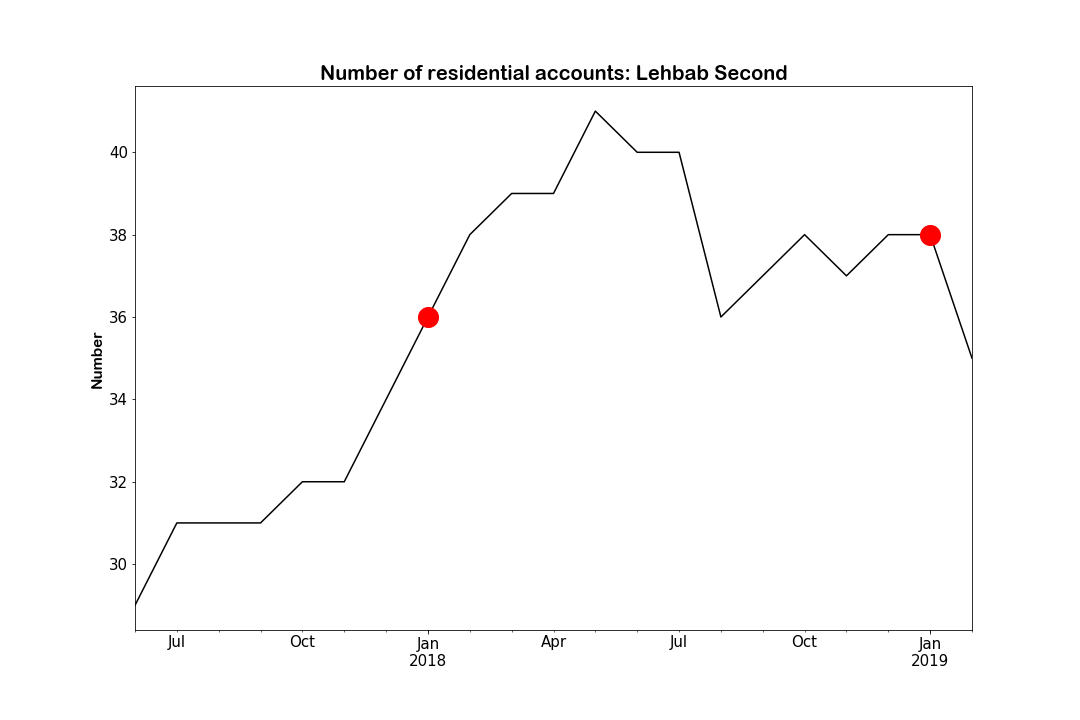 Number of residential accounts: Lehbab Second
Number
40
38
36
34
32
30
Jul
Oct
Jan
2018
Apr
Jul
Oct
Jan
2019